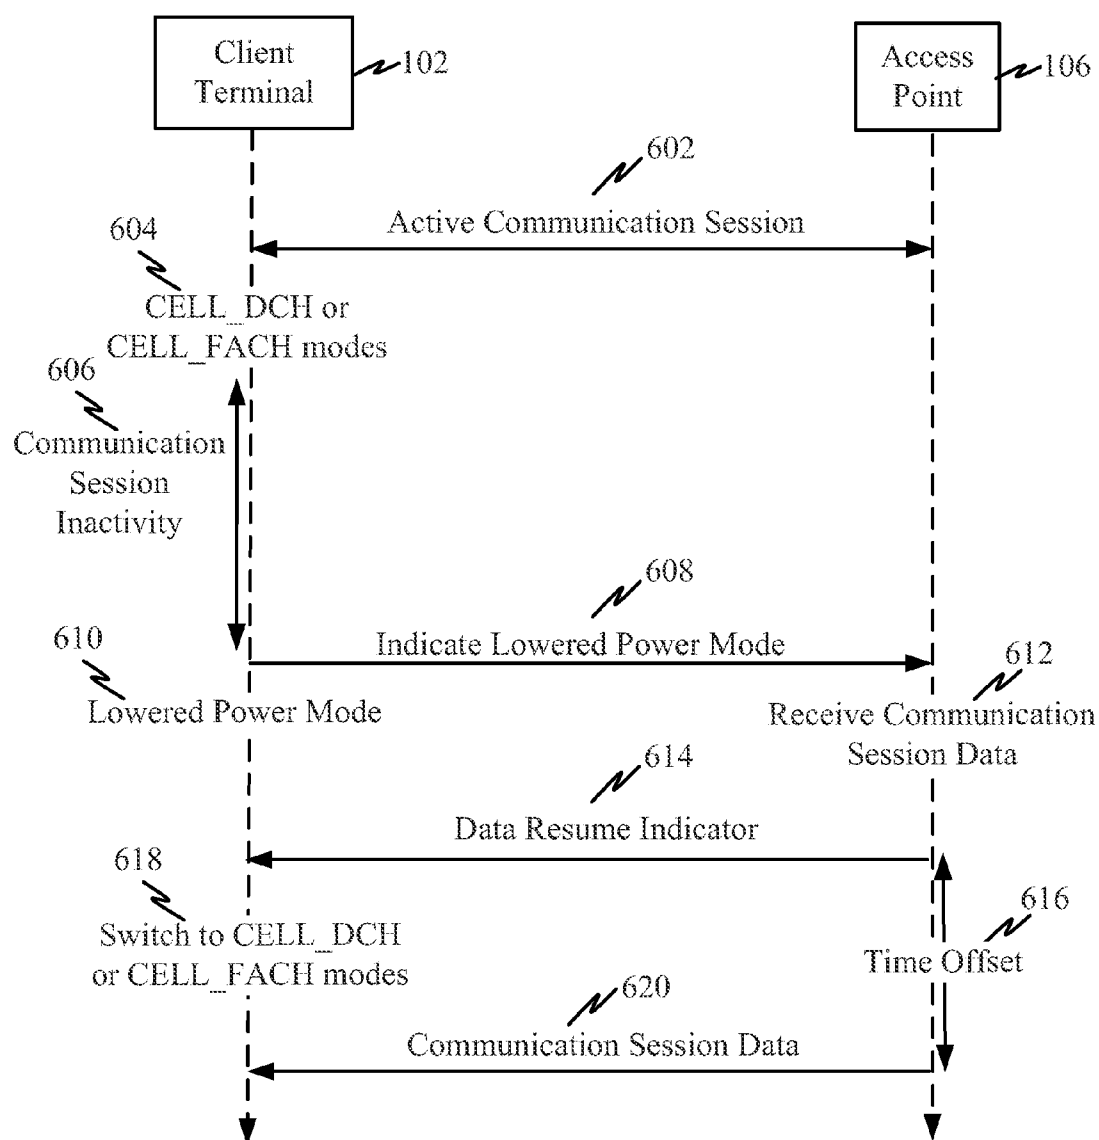 Client
Terminal
102
Access
Point
106
602
Active Communication Session
604
CELL_DCH or
CELL_FACH modes
606
Communication
Session
Inactivity
608
Indicate Lowered Power Mode
610
Lowered Power Mode
612
Receive Communication
Session Data
614
Data Resume Indicator
618
Switch to CELL_DCH
or CELL_FACH modes
616
Time Offset
620
Communication Session Data